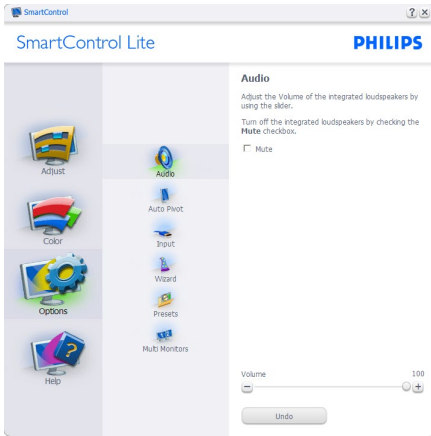 SmartControl
SmartControl Lite
PHILIPS
Adjust
Color
Options
Help
Audio
Auto Pivot
Input
Wizard
Presets
Multi Monitors
Audio
Adjust the Volume of the integrated loudspeakers by
using the slider.
Turn off the integrated loudspeakers by checking the
Mute checkbox.
Mute
Volume 100
Undo